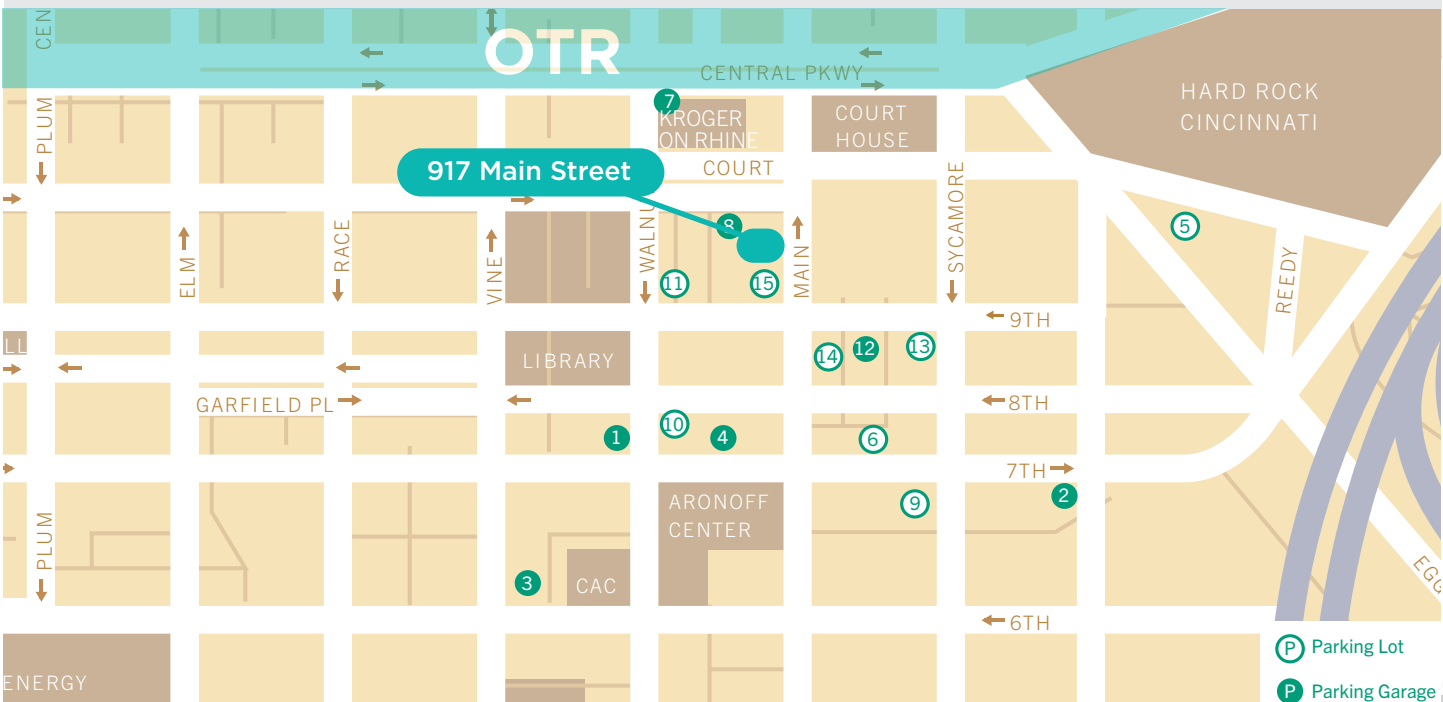 CEN
OTR
CENTRAL PKWY
HARD ROCK
CINCINNATI
PLUM
7
KROGER
ON RHINE
COURT
HOUSE
917 Main Street
COURT
ELM
RACE
VINE
WALNU
8
MAIN
SYCAMORE
5
REEDY
11
15
9TH
LL
LIBRARY
14
12
13
GARFIELD PL
8TH
1
10
4
6
7TH
2
PLUM
ARONOFF
CENTER
9
3
CAC
EGG
6TH
P Parking Lot
ENERGY
P Parking Garage